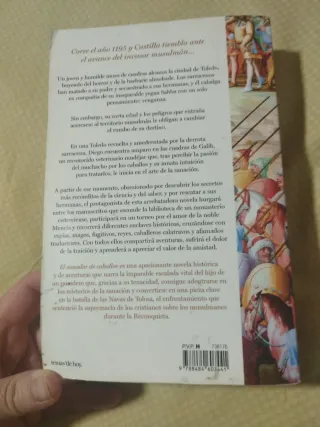 Corre el año 1195 y Castilla tiembla ante
el avance del invasor musulmán...
Un joven y humilde mozo de cuadras alcanza la ciudad de Toledo,
huyendo del horror y de la barbarie almohade. Los sarracenos
han matado a su padre y secuestrado a sus hermanas, y él cabalga
en compañía de su inseparable yegua Sabba con un solo
pensamiento: venganza.
Sin embargo, su corta edad y los peligros que entraña
aventurarse al territorio musulmán le obligan a cambiar
el rumbo de su destino.
En una Toledo revuelta y amedrentada por la derrota
sarracena, Diego encuentra amparo en las cuadras de Galib,
un reconocido veterinario mudéjar que, tras percibir la pasión
del muchacho por los caballos y su innata intuición
para tratarlos, le inicia en el arte de la sanación.
A partir de ese momento, obsesionado por descubrir los secretos
más recónditos de la ciencia y del saber, y por rescatar a sus
hermanas, el protagonista de esta arrebatadora novela hurgará
entre los manuscritos que esconde la biblioteca de un monasterio
cisterciense, participará en un torneo por el amor de la noble
Mencía y recorrerá diferentes enclaves históricos, cruzándose con
espías, magos, fugitivos, reyes, caballeros calatravos y afamados
trashumantes. Con todos ellos compartirá aventuras, sufrirá el dolor
de la traición y aprenderá a apreciar el valor de la amistad.
El sanador de caballos es una apasionante novela histórica
y de aventuras que narra la imparable escalada vital del hijo de
un posadero que, gracias a su tenacidad, consigue adentrarse en
los misterios de la sanación y convertirse en una pieza clave
en la batalla de las Navas de Tolosa, el enfrentamiento que
sentenció la supremacía de los cristianos sobre los musulmanes
durante la Reconquista.
temas de hoy.